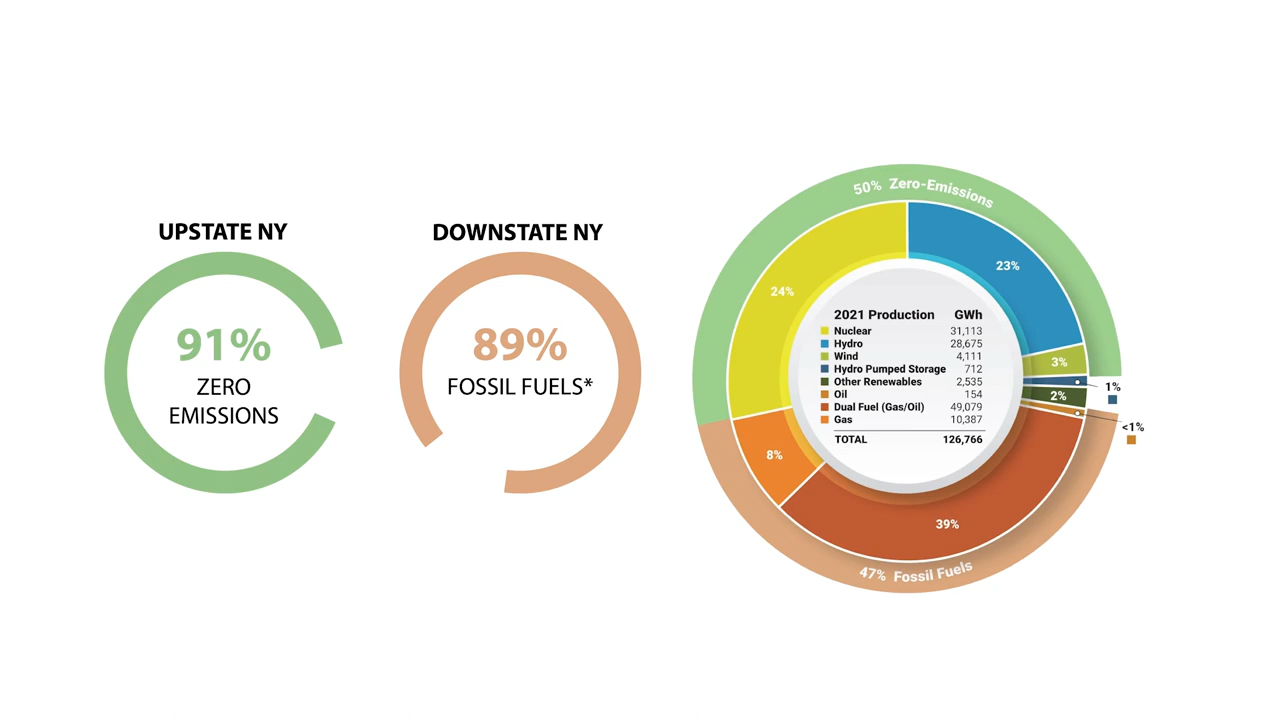 UPSTATE NY
91%
ZERO
EMISSIONS
DOWNSTATE NY
89%
FOSSIL FUELS*
50% Zero-Emissions
24%
23%
3%
1%
2%
<1%
8%
39%
47% Fossil Fuels
2021 Production GWh
Nuclear 31,113
Hydro 28,675
Wind 4,111
Hydro Pumped Storage 712
Other Renewables 2,535
Oil 154
Dual Fuel (Gas/Oil) 49,079
Gas 10,387
TOTAL 126,766